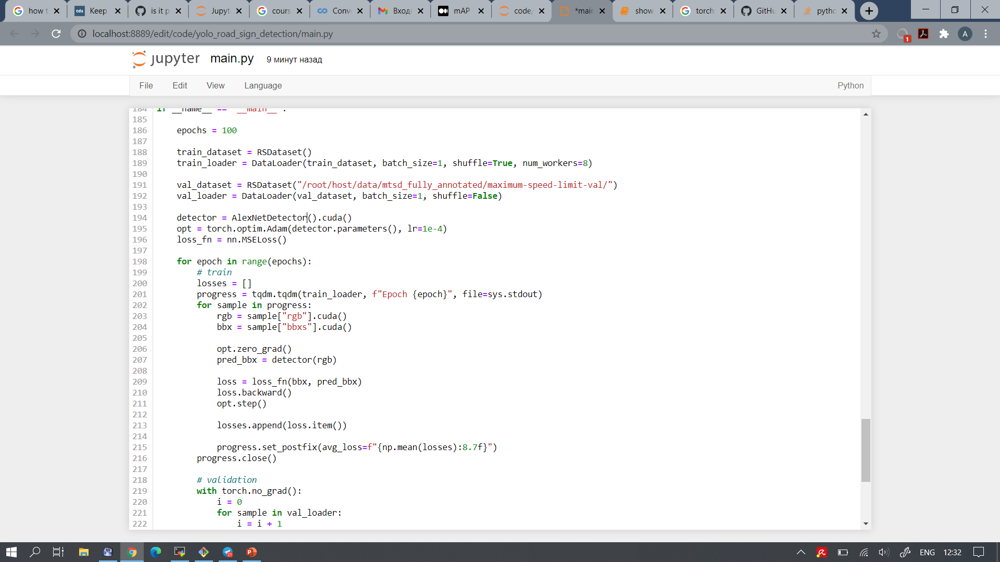 how t
Keep
is it p
Jupyt
cours
Conve
Входя
mAP
code/
*main
show
torch
GitHu
pytho
localhost:8889/edit/code/yolo_road_sign_detection/main.py
1
A
jupyter main.py 9 минут назад
File Edit View Language Python
184 if __name__ == "__main__":
185
186 epochs = 100
187
188 train_dataset = RSDataset()
189 train_loader = DataLoader(train_dataset, batch_size=1, shuffle=True, num_workers=8)
190
191 val_dataset = RSDataset("/root/host/data/mtsd_fully_annotated/maximum-speed-limit-val/")
192 val_loader = DataLoader(val_dataset, batch_size=1, shuffle=False)
193
194 detector = AlexNetDetector().cuda()
195 opt = torch.optim.Adam(detector.parameters(), lr=1e-4)
196 loss_fn = nn.MSELoss()
197
198 for epoch in range(epochs):
199 # train
200 losses = []
201 progress = tqdm.tqdm(train_loader, f"Epoch {epoch}", file=sys.stdout)
202 for sample in progress:
203 rgb = sample["rgb"].cuda()
204 bbx = sample["bbxs"].cuda()
205
206 opt.zero_grad()
207 pred_bbx = detector(rgb)
208
209 loss = loss_fn(bbx, pred_bbx)
210 loss.backward()
211 opt.step()
212
213 losses.append(loss.item())
214
215 progress.set_postfix(avg_loss=f"{np.mean(losses):8.7f}")
216 progress.close()
217
218 # validation
219 with torch.no_grad():
220 i = 0
221 for sample in val_loader:
222 i = i + 1
ENG 12:32